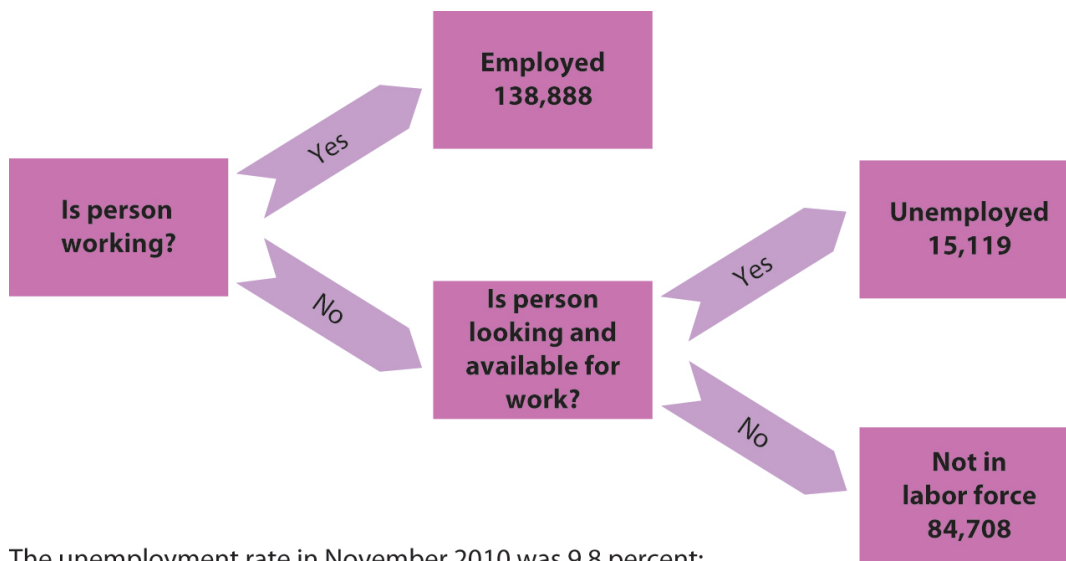 Employed
138,888
Yes
Is person
working?
Unemployed
15,119
Yes
No
Is person
looking and
available for
work?
No
Not in
labor force
84,708
The unemployment rate in November 2010 was 9.8 percent: